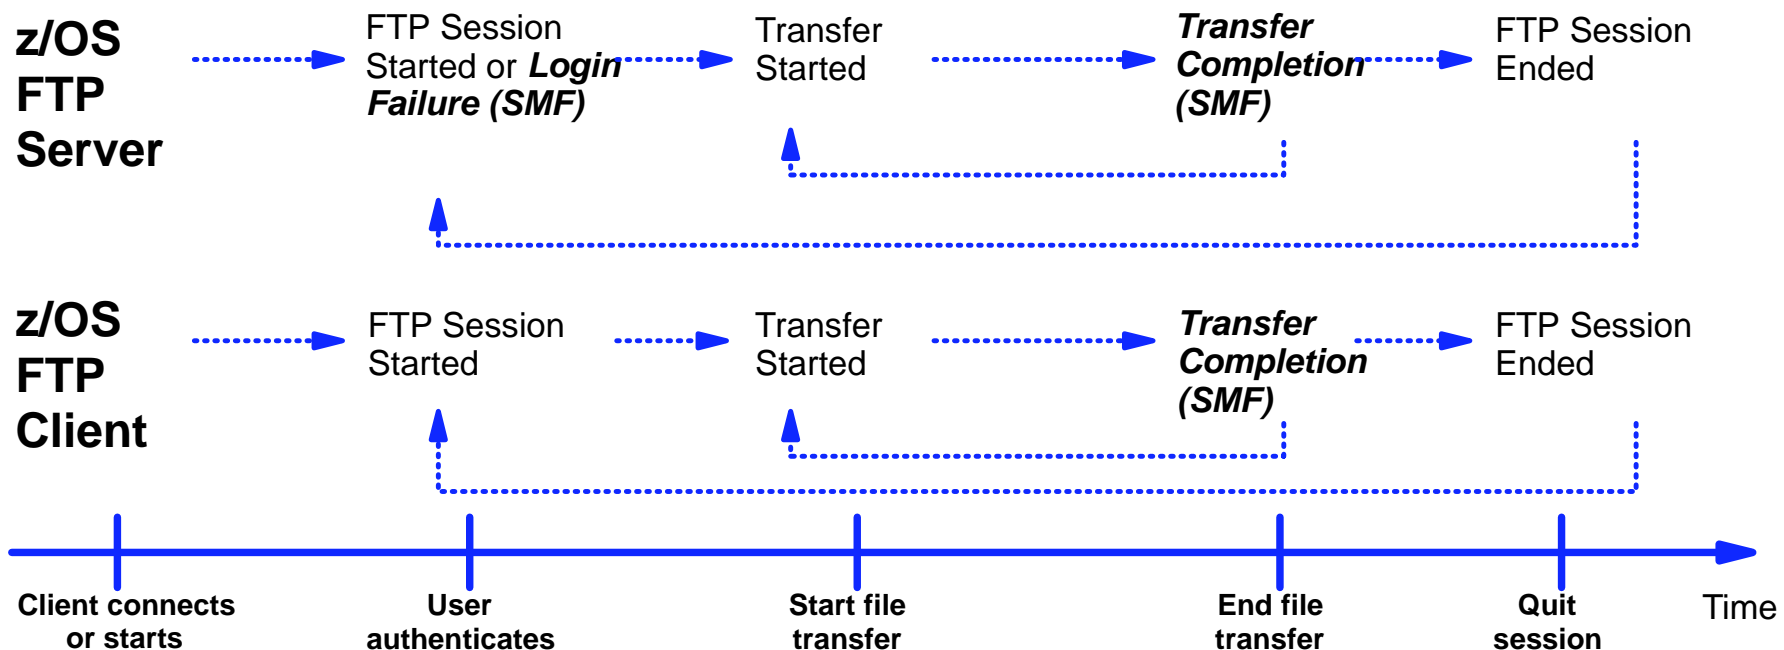 z/OS
FTP
Server
FTP Session
Started or Login
Failure (SMF)
Transfer
Started
Transfer
Completion
(SMF)
FTP Session
Ended
z/OS
FTP
Client
FTP Session
Started
Transfer
Started
Transfer
Completion
(SMF)
FTP Session
Ended
Client connects
or starts
User
authenticates
Start file
transfer
End file
transfer
Quit
session
Time